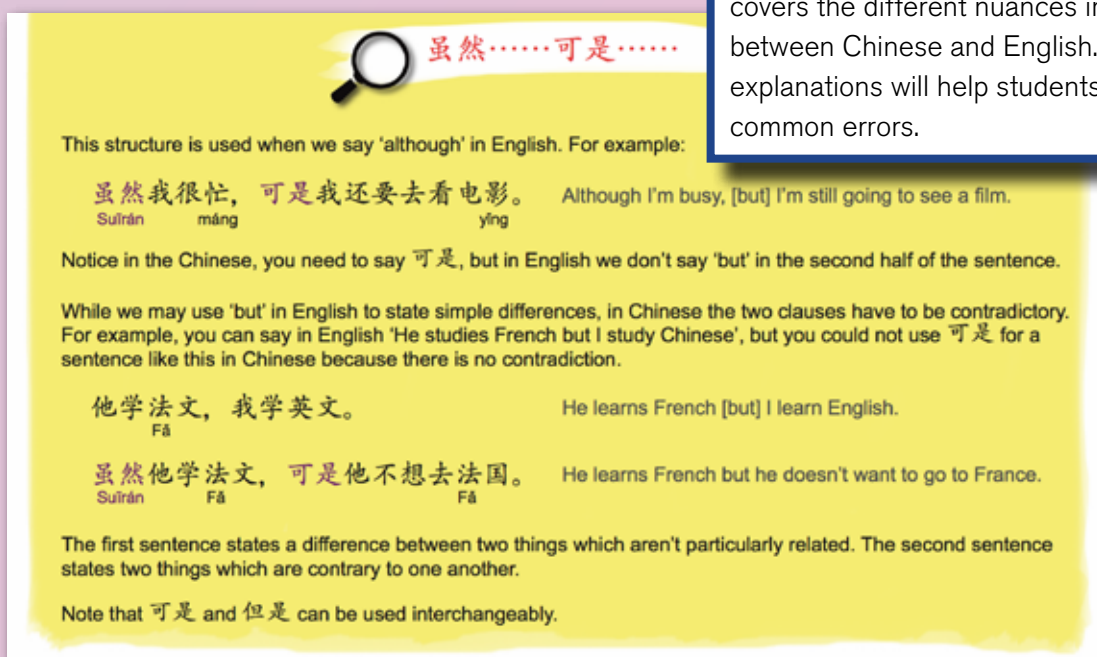 covers the different nuances in
between Chinese and English.
explanations will help students
common errors.
虽然……可是……
This structure is used when we say 'although' in English. For example:
虽然我很忙，可是我还要去看电影。 Although I'm busy, [but] I'm still going to see a film.
Suīrán máng yǐng
Notice in the Chinese, you need to say 可是, but in English we don't say 'but' in the second half of the sentence.
While we may use 'but' in English to state simple differences, in Chinese the two clauses have to be contradictory.
For example, you can say in English 'He studies French but I study Chinese', but you could not use 可是 for a
sentence like this in Chinese because there is no contradiction.
他学法文，我学英文。 He learns French [but] I learn English.
Fǎ
虽然他学法文，可是他不想去法国。 He learns French but he doesn't want to go to France.
Suīrán Fǎ Fǎ
The first sentence states a difference between two things which aren't particularly related. The second sentence
states two things which are contrary to one another.
Note that 可是 and 但是 can be used interchangeably.